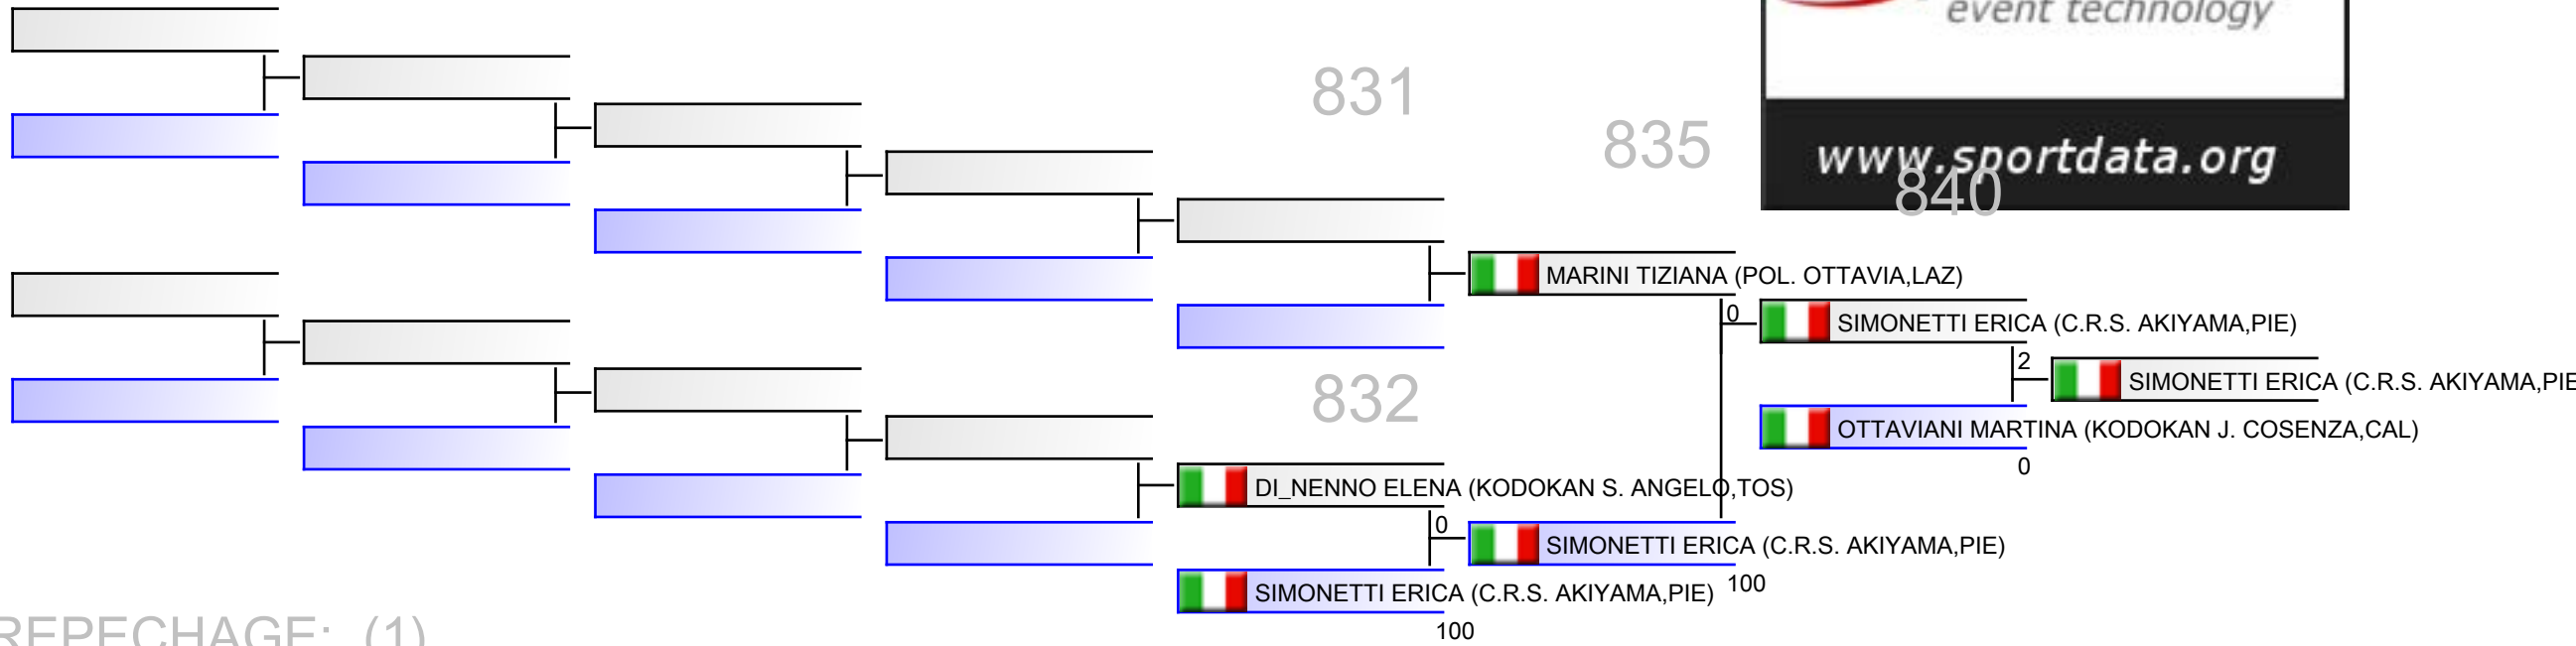 event technology
831
835
www.sportdata.org
840
MARINI TIZIANA (POL. OTTAVIA,LAZ)
0
SIMONETTI ERICA (C.R.S. AKIYAMA,PIE)
2
SIMONETTI ERICA (C.R.S. AKIYAMA,PIE
832
OTTAVIANI MARTINA (KODOKAN J. COSENZA,CAL)
0
DI_NENNO ELENA (KODOKAN S. ANGELO,TOS)
0
SIMONETTI ERICA (C.R.S. AKIYAMA,PIE)
100
SIMONETTI ERICA (C.R.S. AKIYAMA,PIE)
100
REPECHAGE: (1)